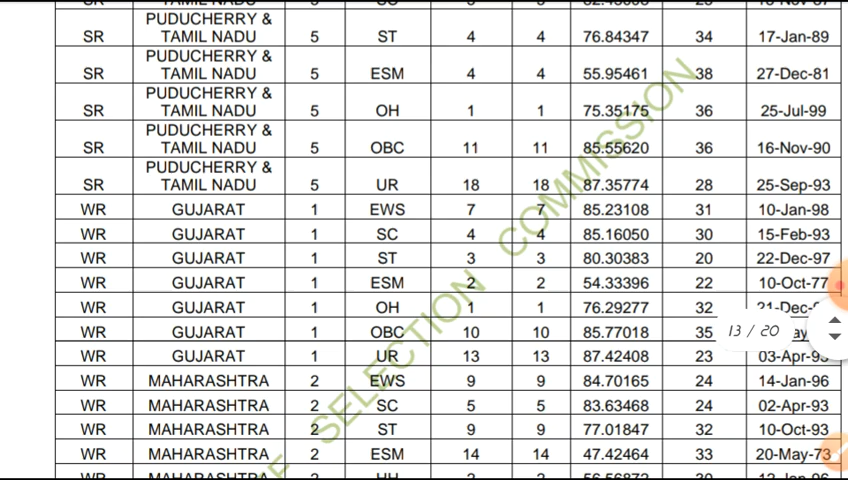 PUDUCHERRY &
SR TAMIL NADU 5 ST 4 4 76.84347 34 17-Jan-89
PUDUCHERRY &
SR TAMIL NADU 5 ESM 4 4 55.95461 38 27-Dec-81
PUDUCHERRY &
SR TAMIL NADU 5 OH 1 1 75.35175 36 25-Jul-99
PUDUCHERRY &
SR TAMIL NADU 5 OBC 11 11 85.55620 36 16-Nov-90
PUDUCHERRY &
SR TAMIL NADU 5 UR 18 18 87.35774 28 25-Sep-93
WR GUJARAT 1 EWS 7 7 85.23108 31 10-Jan-98
WR GUJARAT 1 SC 4 4 85.16050 30 15-Feb-93
WR GUJARAT 1 ST 3 3 80.30383 20 22-Dec-97
WR GUJARAT 1 ESM 2 2 54.33396 22 10-Oct-77
WR GUJARAT 1 OH 1 1 76.29277 32
WR GUJARAT 1 OBC 10 10 85.77018 35
WR GUJARAT 1 UR 13 13 87.42408 23 03-Apr-95
WR MAHARASHTRA 2 EWS 9 9 84.70165 24 14-Jan-96
WR MAHARASHTRA 2 SC 5 5 83.63468 24 02-Apr-93
WR MAHARASHTRA 2 ST 9 9 77.01847 32 10-Oct-93
WR MAHARASHTRA 2 ESM 14 14 47.42464 33 20-May-73
WR MAHARASHTRA 2 HH 2 2
SELECTION COMMISSION
13 / 20